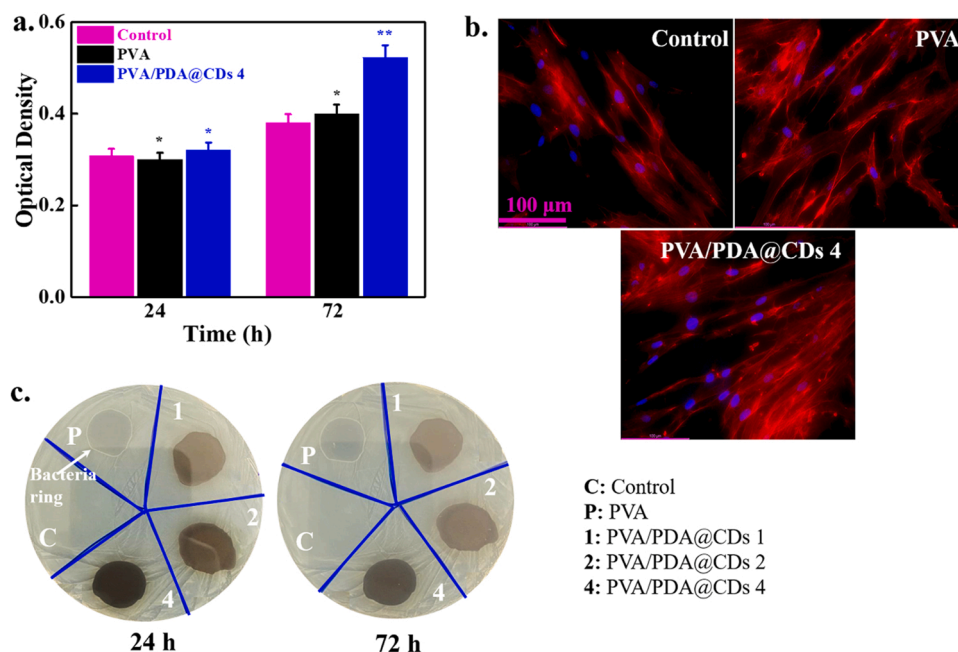 a.
0.6
0.4
0.2
0.0
Optical Density
Control
PVA
PVA/PDA@CDs 4
*
*
*
**
24
72
Time (h)
b.
Control
100 µm
PVA
PVA/PDA@CDs 4
c.
1
P
Bacteria
ring
2
C
4
24 h
1
P
2
C
4
72 h
C: Control
P: PVA
1: PVA/PDA@CDs 1
2: PVA/PDA@CDs 2
4: PVA/PDA@CDs 4